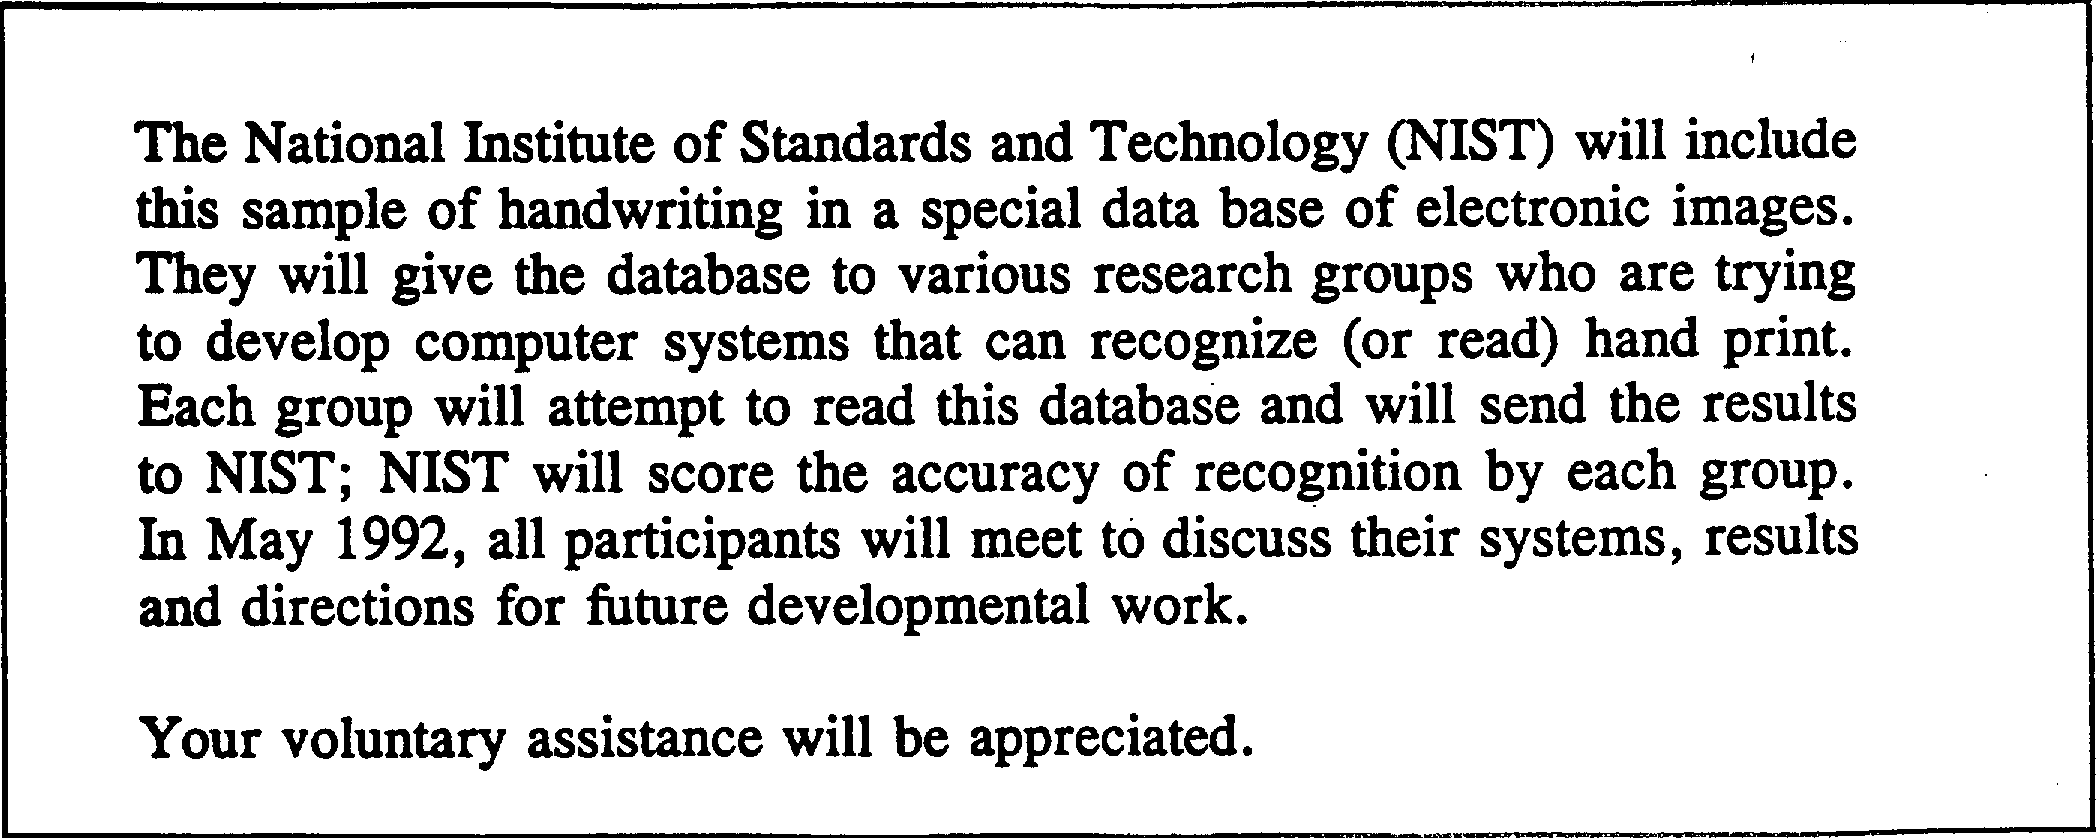 The National Institute of Standards and Technology (NIST) will include
this sample of handwriting in a special data base of electronic images.
They will give the database to various research groups who are trying
to develop computer systems that can recognize (or read) hand print.
Each group will attempt to read this database and will send the results
to NIST; NIST will score the accuracy of recognition by each group.
In May 1992, all participants will meet to discuss their systems, results
and directions for future developmental work.
Your voluntary assistance will be appreciated.